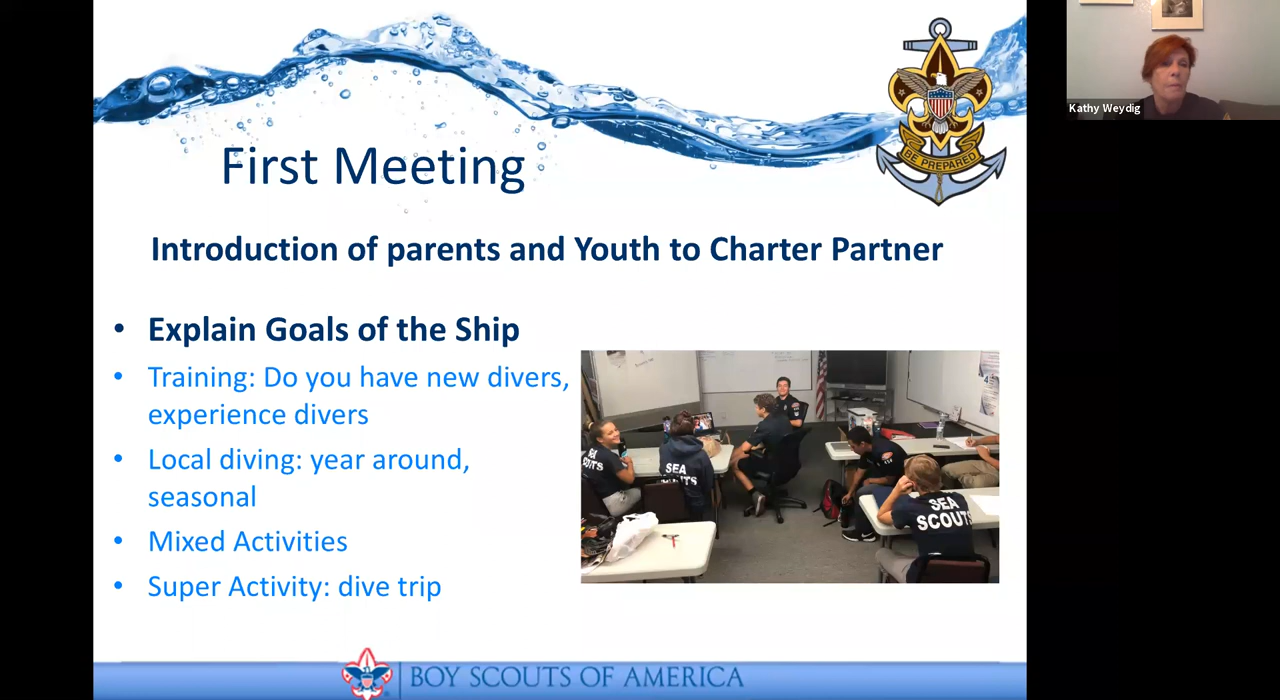 First Meeting
BE PREPARED
Kathy Weydig
Introduction of parents and Youth to Charter Partner
• Explain Goals of the Ship
• Training: Do you have new divers,
experience divers
• Local diving: year around,
seasonal
• Mixed Activities
• Super Activity: dive trip
SEA
SCOUTS
SEA
SCOUTS
BOY SCOUTS OF AMERICA